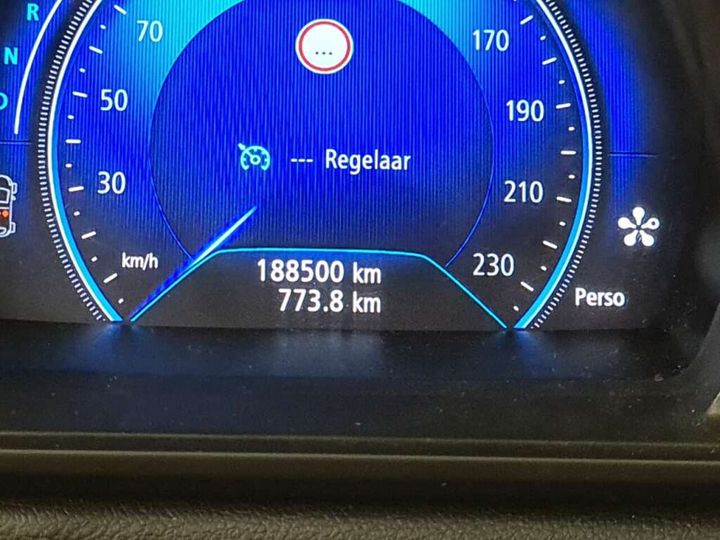 R
N
D
70
50
30
km/h
...
--- Regelaar
188500 km
773.8 km
170
190
210
230
Perso